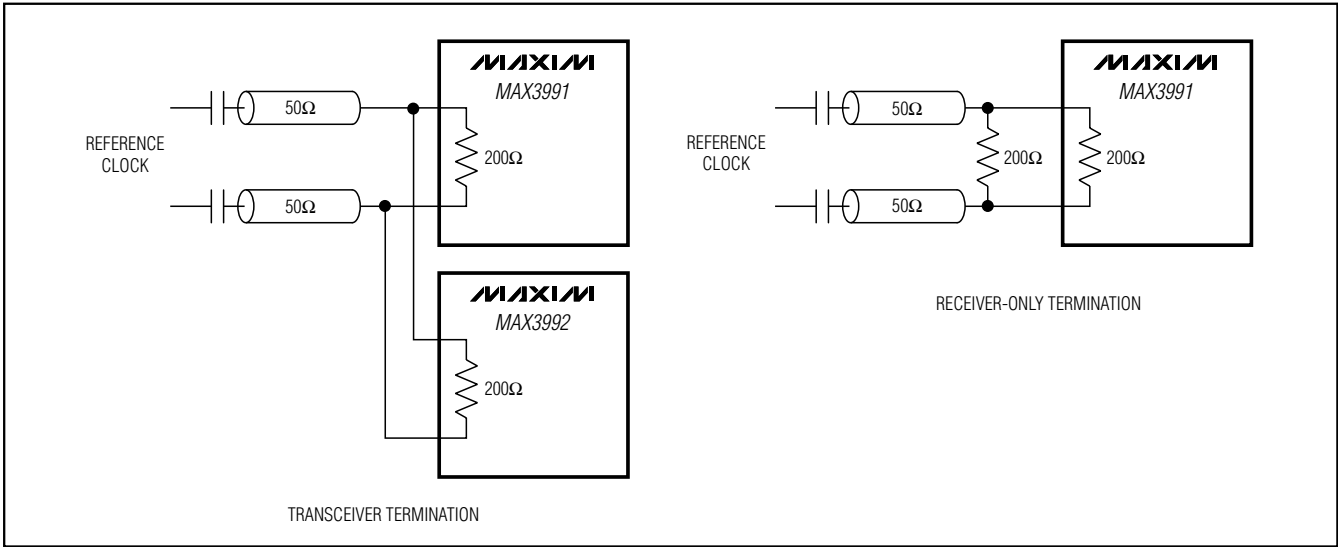 MAXIM
MAX3991
50Ω
REFERENCE
CLOCK
200Ω
50Ω
MAXIM
MAX3992
200Ω
TRANSCEIVER TERMINATION
MAXIM
MAX3991
50Ω
REFERENCE
CLOCK
200Ω
200Ω
50Ω
RECEIVER-ONLY TERMINATION